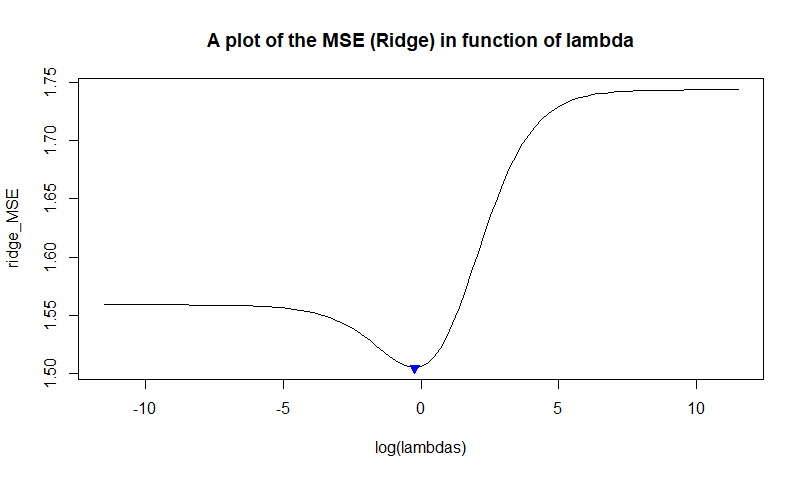 A plot of the MSE (Ridge) in function of lambda
ridge_MSE
1.75
1.70
1.65
1.60
1.55
1.50
-10 -5 0 5 10
log(lambdas)